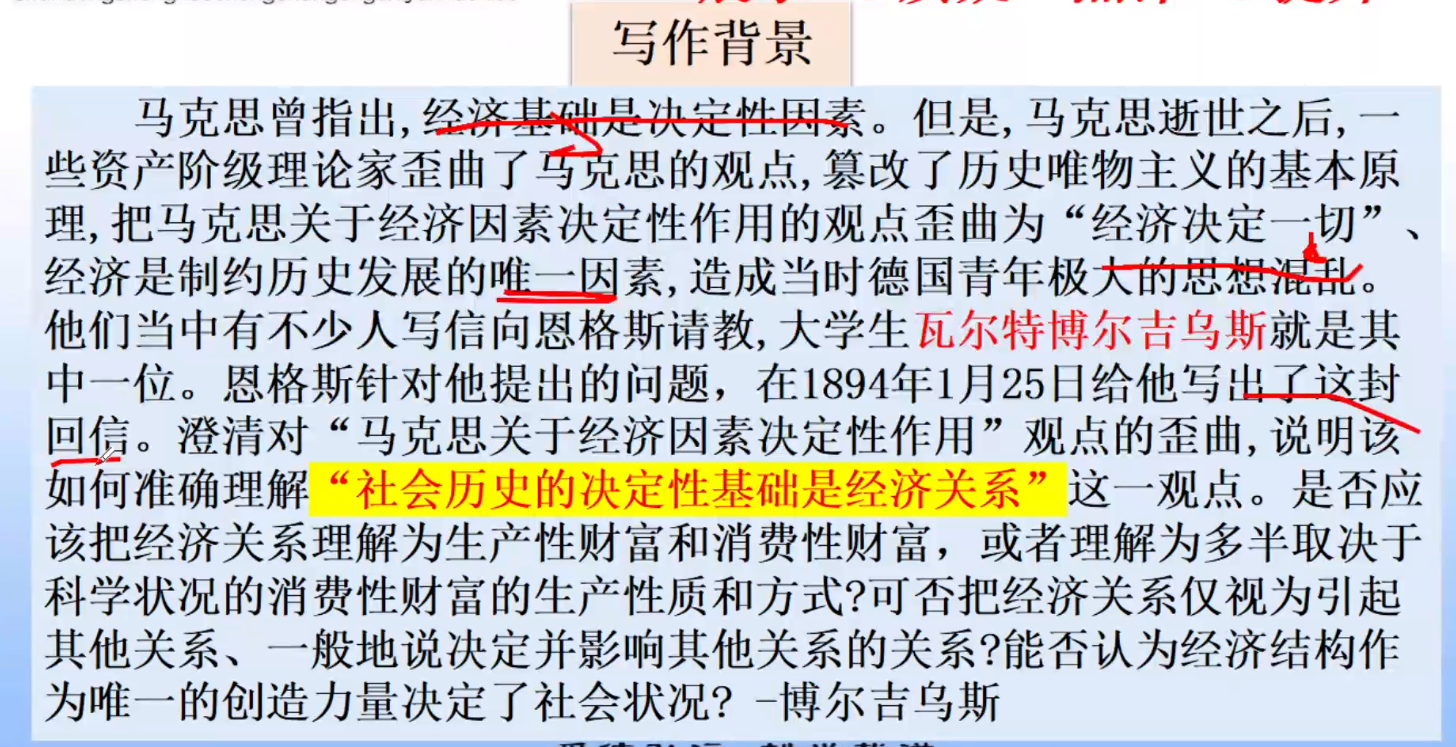 写作背景
马克思曾指出,经济基础是决定性因素。但是,马克思逝世之后,一
些资产阶级理论家歪曲了马克思的观点,篡改了历史唯物主义的基本原
理,把马克思关于经济因素决定性作用的观点歪曲为“经济决定一切”、
经济是制约历史发展的唯一因素,造成当时德国青年极大的思想混乱。
他们当中有不少人写信向恩格斯请教,大学生瓦尔特博尔吉乌斯就是其
中一位。恩格斯针对他提出的问题，在1894年1月25日给他写出了这封
回信。澄清对“马克思关于经济因素决定性作用”观点的歪曲,说明该
如何准确理解“社会历史的决定性基础是经济关系”这一观点。是否应
该把经济关系理解为生产性财富和消费性财富，或者理解为多半取决于
科学状况的消费性财富的生产性质和方式?可否把经济关系仅视为引起
其他关系、一般地说决定并影响其他关系的关系?能否认为经济结构作
为唯一的创造力量决定了社会状况? -博尔吉乌斯